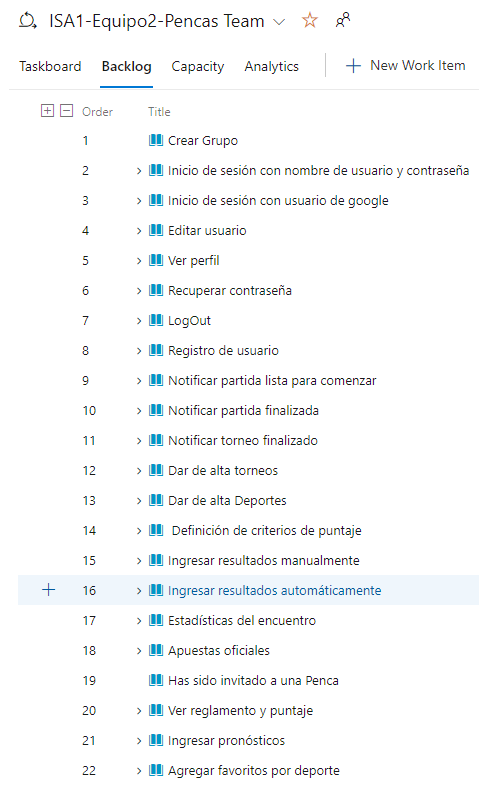 ISA1-Equipo2-Pencas Team
Taskboard Backlog Capacity Analytics New Work Item
Order Title
1 Crear Grupo
2 Inicio de sesión con nombre de usuario y contraseña
3 Inicio de sesión con usuario de google
4 Editar usuario
5 Ver perfil
6 Recuperar contraseña
7 LogOut
8 Registro de usuario
9 Notificar partida lista para comenzar
10 Notificar partida finalizada
11 Notificar torneo finalizado
12 Dar de alta torneos
13 Dar de alta Deportes
14 Definición de criterios de puntaje
15 Ingresar resultados manualmente
16 Ingresar resultados automáticamente
17 Estadísticas del encuentro
18 Apuestas oficiales
19 Has sido invitado a una Penca
20 Ver reglamento y puntaje
21 Ingresar pronósticos
22 Agregar favoritos por deporte